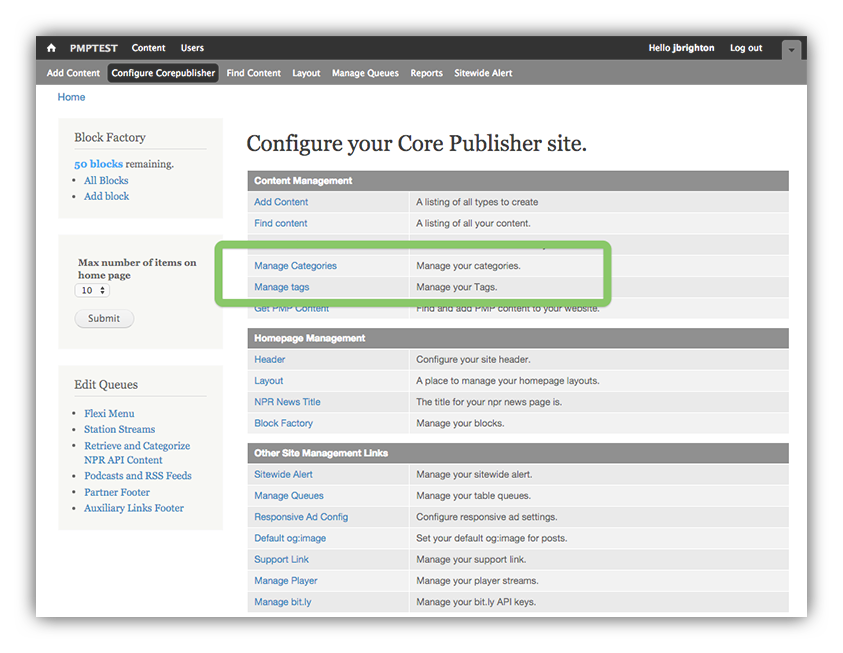 PMPTEST Content Users Hello jbrighton Log out
Add Content Configure Corepublisher Find Content Layout Manage Queues Reports Sitewide Alert
Home
Block Factory
50 blocks remaining.
• All Blocks
• Add block
Max number of items on
home page
10
Submit
Edit Queues
• Flexi Menu
• Station Streams
• Retrieve and Categorize
NPR API Content
• Podcasts and RSS Feeds
• Partner Footer
• Auxiliary Links Footer
Configure your Core Publisher site.
Content Management
Add Content A listing of all types to create
Find content A listing of all your content.
Manage Categories Manage your categories.
Manage tags Manage your Tags.
Get PMP Content Find and add PMP content to your website.
Homepage Management
Header Configure your site header.
Layout A place to manage your homepage layouts.
NPR News Title The title for your npr news page is.
Block Factory Manage your blocks.
Other Site Management Links
Sitewide Alert Manage your sitewide alert.
Manage Queues Manage your table queues.
Responsive Ad Config Configure responsive ad settings.
Default og:image Set your default og:image for posts.
Support Link Manage your support link.
Manage Player Manage your player streams.
Manage bit.ly Manage your bit.ly API keys.